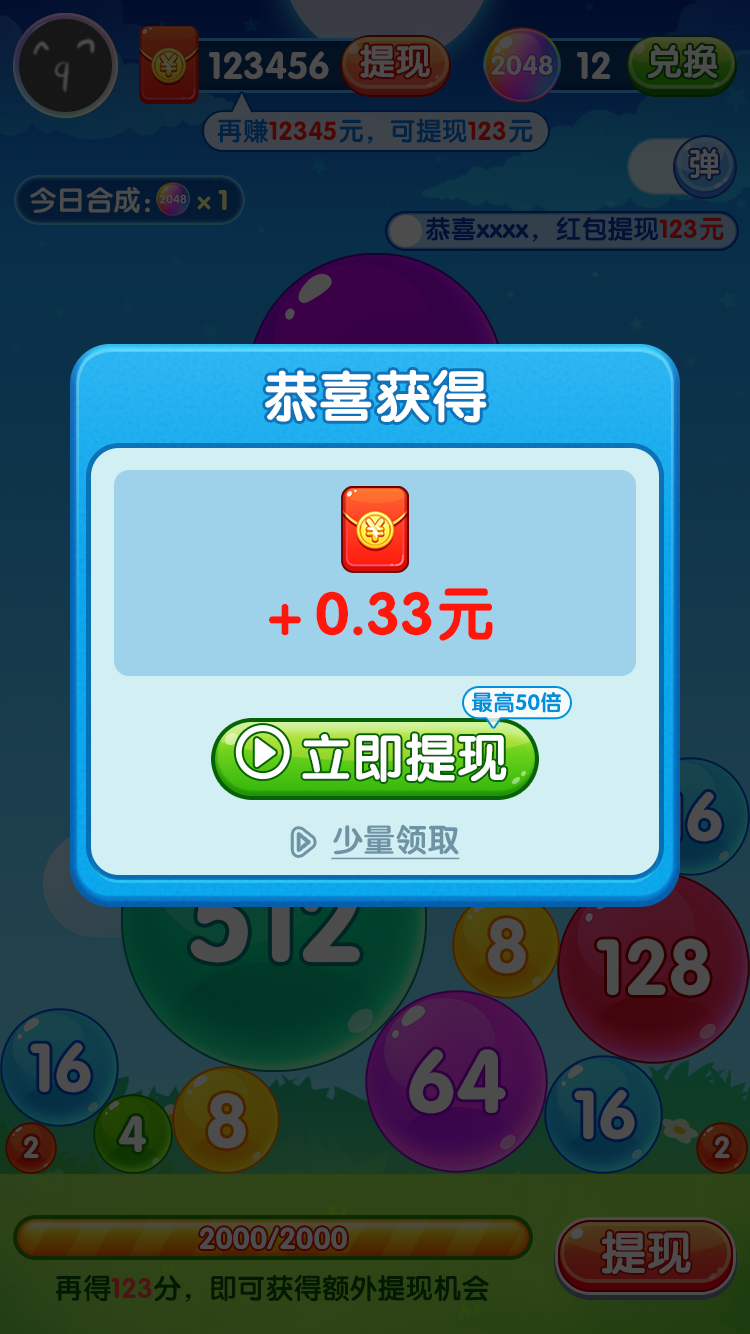 123456 提现 2048 12 兑换
再赚12345元，可提现123元
弹
今日合成: 2048 ×1
恭喜xxxx，红包提现123元
恭喜获得
¥
+ 0.33元
最高50倍
立即提现
少量领取
16
512 8 128
16 64 16
2 4 8 2
2000/2000 提现
再得123分，即可获得额外提现机会